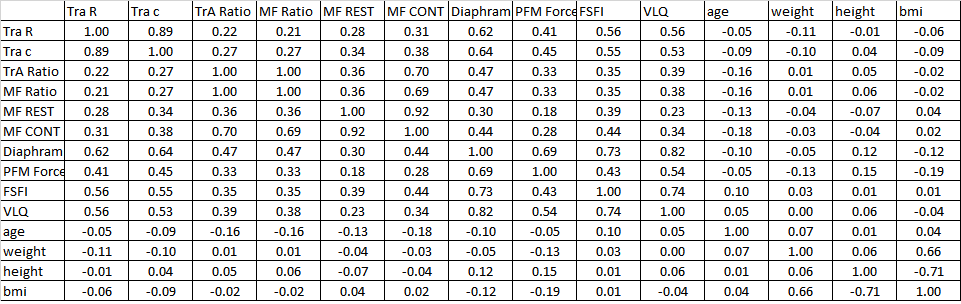 Tra R Tra c TrA Ratio MF Ratio MF REST MF CONT Diaphram PFM Force FSFI VLQ age weight height bmi
Tra R 1.00 0.89 0.22 0.21 0.28 0.31 0.62 0.41 0.56 0.56 -0.05 -0.11 -0.01 -0.06
Tra c 0.89 1.00 0.27 0.27 0.34 0.38 0.64 0.45 0.55 0.53 -0.09 -0.10 0.04 -0.09
TrA Ratio 0.22 0.27 1.00 1.00 0.36 0.70 0.47 0.33 0.35 0.39 -0.16 0.01 0.05 -0.02
MF Ratio 0.21 0.27 1.00 1.00 0.36 0.69 0.47 0.33 0.35 0.38 -0.16 0.01 0.06 -0.02
MF REST 0.28 0.34 0.36 0.36 1.00 0.92 0.30 0.18 0.39 0.23 -0.13 -0.04 -0.07 0.04
MF CONT 0.31 0.38 0.70 0.69 0.92 1.00 0.44 0.28 0.44 0.34 -0.18 -0.03 -0.04 0.02
Diaphram 0.62 0.64 0.47 0.47 0.30 0.44 1.00 0.69 0.73 0.82 -0.10 -0.05 0.12 -0.12
PFM Force 0.41 0.45 0.33 0.33 0.18 0.28 0.69 1.00 0.43 0.54 -0.05 -0.13 0.15 -0.19
FSFI 0.56 0.55 0.35 0.35 0.39 0.44 0.73 0.43 1.00 0.74 0.10 0.03 0.01 0.01
VLQ 0.56 0.53 0.39 0.38 0.23 0.34 0.82 0.54 0.74 1.00 0.05 0.00 0.06 -0.04
age -0.05 -0.09 -0.16 -0.16 -0.13 -0.18 -0.10 -0.05 0.10 0.05 1.00 0.07 0.01 0.04
weight -0.11 -0.10 0.01 0.01 -0.04 -0.03 -0.05 -0.13 0.03 0.00 0.07 1.00 0.06 0.66
height -0.01 0.04 0.05 0.06 -0.07 -0.04 0.12 0.15 0.01 0.06 0.01 0.06 1.00 -0.71
bmi -0.06 -0.09 -0.02 -0.02 0.04 0.02 -0.12 -0.19 0.01 -0.04 0.04 0.66 -0.71 1.00